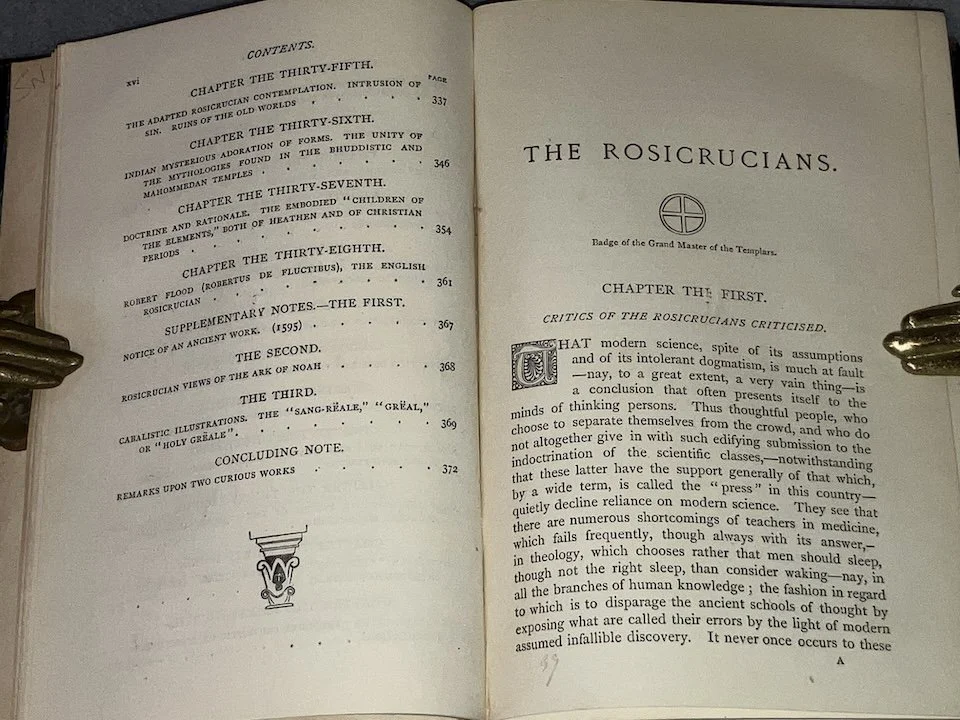 CONTENTS.
xvi
CHAPTER THE THIRTY-FIFTH.
PAGE
THE ADAPTED ROSICRUCIAN CONTEMPLATION. INTRUSION OF
SIN. RUINS OF THE OLD WORLDS . . . . . 337
CHAPTER THE THIRTY-SIXTH.
INDIAN MYSTERIOUS ADORATION OF FORMS. THE UNITY OF
THE MYTHOLOGIES FOUND IN THE BHUDDISTIC AND
MAHOMMEDAN TEMPLES . . . . . . 346
CHAPTER THE THIRTY-SEVENTH.
DOCTRINE AND RATIONALE. THE EMBODIED "CHILDREN OF
THE ELEMENTS," BOTH OF HEATHEN AND OF CHRISTIAN
PERIODS . . . . . . . . . 354
CHAPTER THE THIRTY-EIGHTH.
ROBERT FLOOD (ROBERTUS DE FLUCTIBUS), THE ENGLISH
ROSICRUCIAN . . . . . . . . 361
SUPPLEMENTARY NOTES.—THE FIRST.
NOTICE OF AN ANCIENT WORK. (1595) . . . . . 367
THE SECOND.
ROSICRUCIAN VIEWS OF THE ARK OF NOAH . . . . 368
THE THIRD.
CABALISTIC ILLUSTRATIONS. THE "SANG-RËALE," "GRËAL,"
OR "HOLY GRËALE". . . . . . . 369
CONCLUDING NOTE.
REMARKS UPON TWO CURIOUS WORKS . . . . . 372
THE ROSICRUCIANS.
Badge of the Grand Master of the Templars.
CHAPTER THE FIRST.
CRITICS OF THE ROSICRUCIANS CRITICISED.
THAT modern science, spite of its assumptions
and of its intolerant dogmatism, is much at fault
—nay, to a great extent, a very vain thing—is
a conclusion that often presents itself to the
minds of thinking persons. Thus thoughtful people, who
choose to separate themselves from the crowd, and who do
not altogether give in with such edifying submission to the
indoctrination of the scientific classes,—notwithstanding
that these latter have the support generally of that which,
by a wide term, is called the "press" in this country—
quietly decline reliance on modern science. They see that
there are numerous shortcomings of teachers in medicine,
which fails frequently, though always with its answer,—
in theology, which chooses rather that men should sleep,
though not the right sleep, than consider waking—nay, in
all the branches of human knowledge; the fashion in regard
to which is to disparage the ancient schools of thought by
exposing what are called their errors by the light of modern
assumed infallible discovery. It never once occurs to these
A